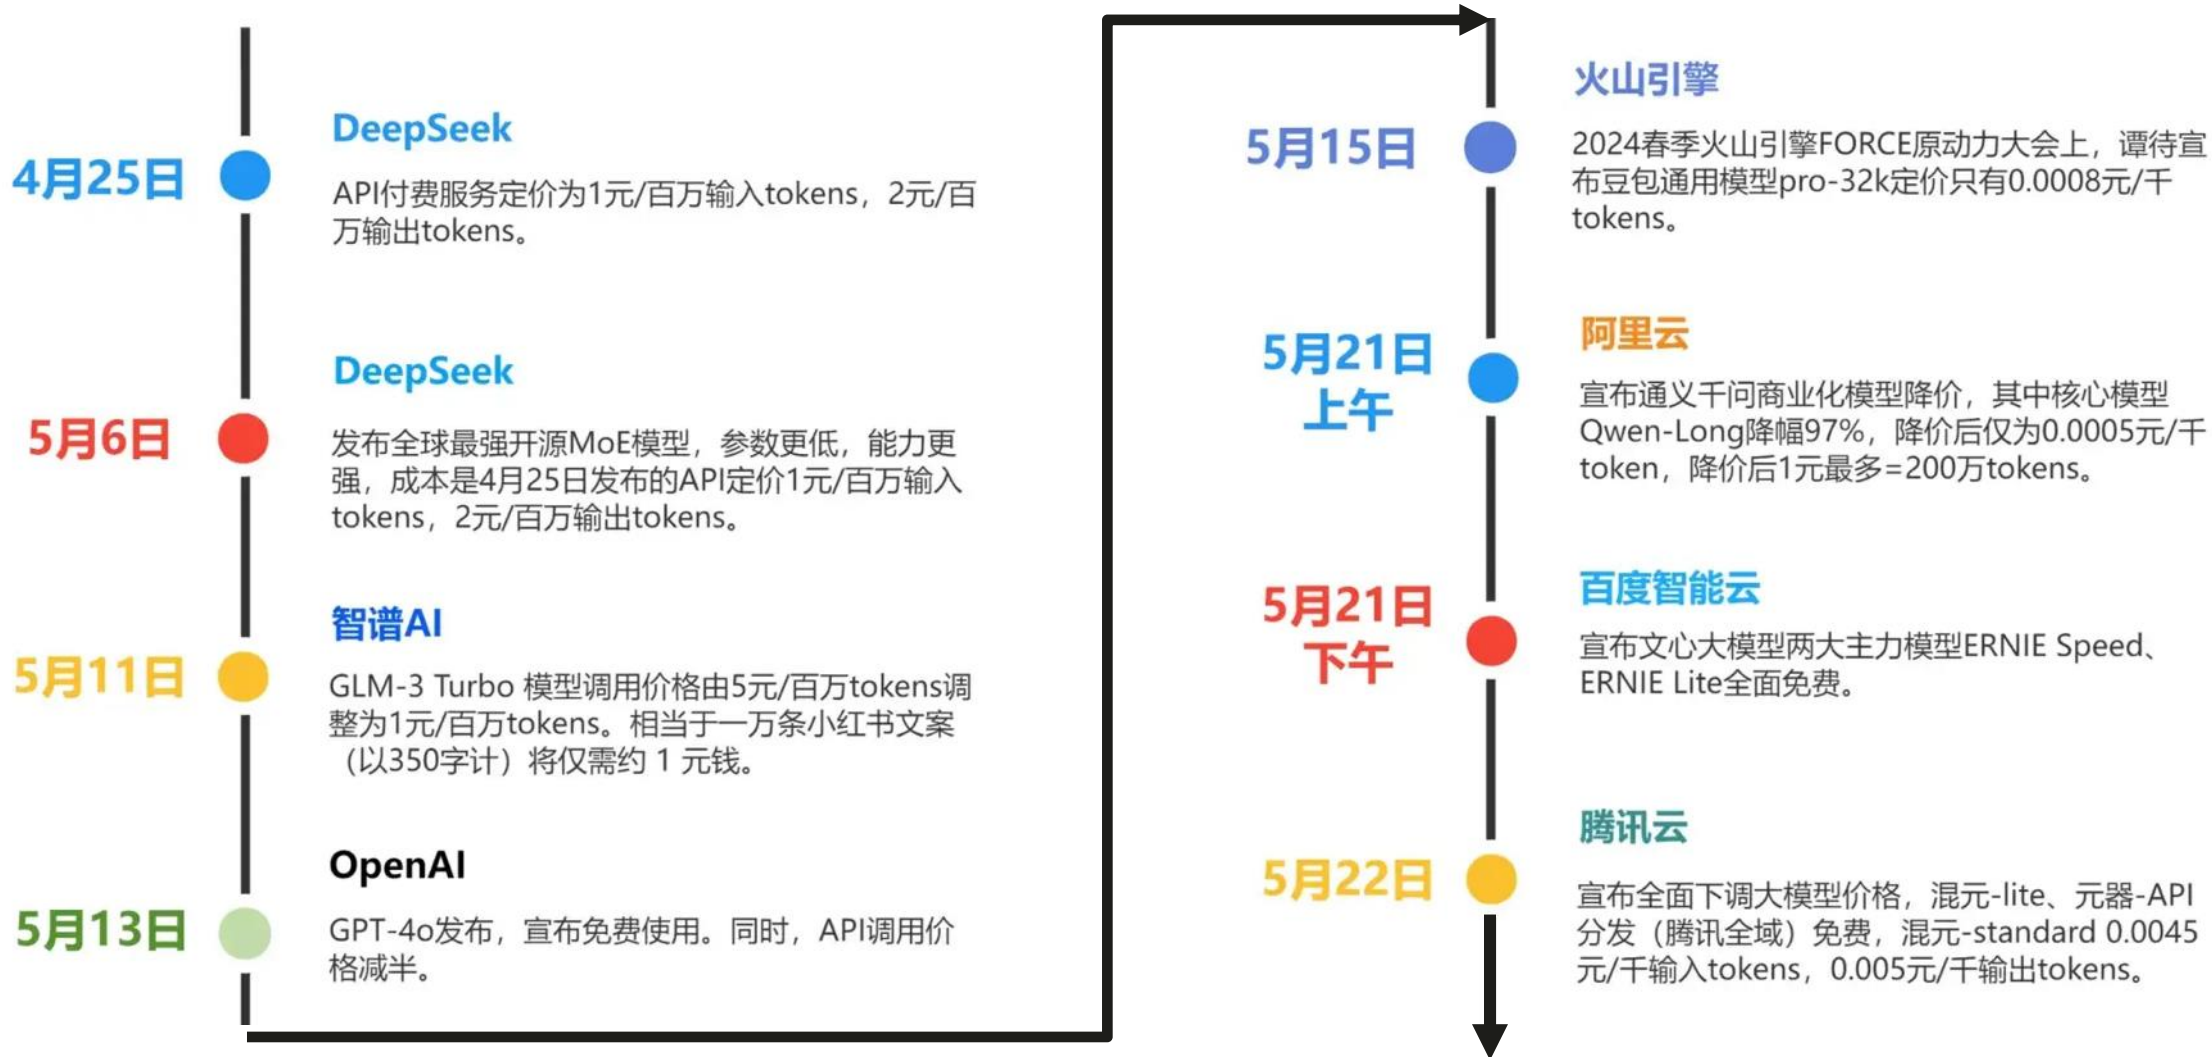 4月25日
DeepSeek
API付费服务定价为1元/百万输入tokens，2元/百
万输出tokens。
5月6日
DeepSeek
发布全球最强开源MoE模型，参数更低，能力更
强，成本是4月25日发布的API定价1元/百万输入
tokens，2元/百万输出tokens。
5月11日
智谱AI
GLM-3 Turbo 模型调用价格由5元/百万tokens调
整为1元/百万tokens。相当于一万条小红书文案
（以350字计）将仅需约 1 元钱。
5月13日
OpenAI
GPT-4o发布，宣布免费使用。同时，API调用价
格减半。
5月15日
火山引擎
2024春季火山引擎FORCE原动力大会上，谭待宣
布豆包通用模型pro-32k定价只有0.0008元/千
tokens。
5月21日
上午
阿里云
宣布通义千问商业化模型降价，其中核心模型
Qwen-Long降幅97%，降价后仅为0.0005元/千
token，降价后1元最多=200万tokens。
5月21日
下午
百度智能云
宣布文心大模型两大主力模型ERNIE Speed、
ERNIE Lite全面免费。
5月22日
腾讯云
宣布全面下调大模型价格，混元-lite、元器-API
分发（腾讯全域）免费，混元-standard 0.0045
元/千输入tokens，0.005元/千输出tokens。